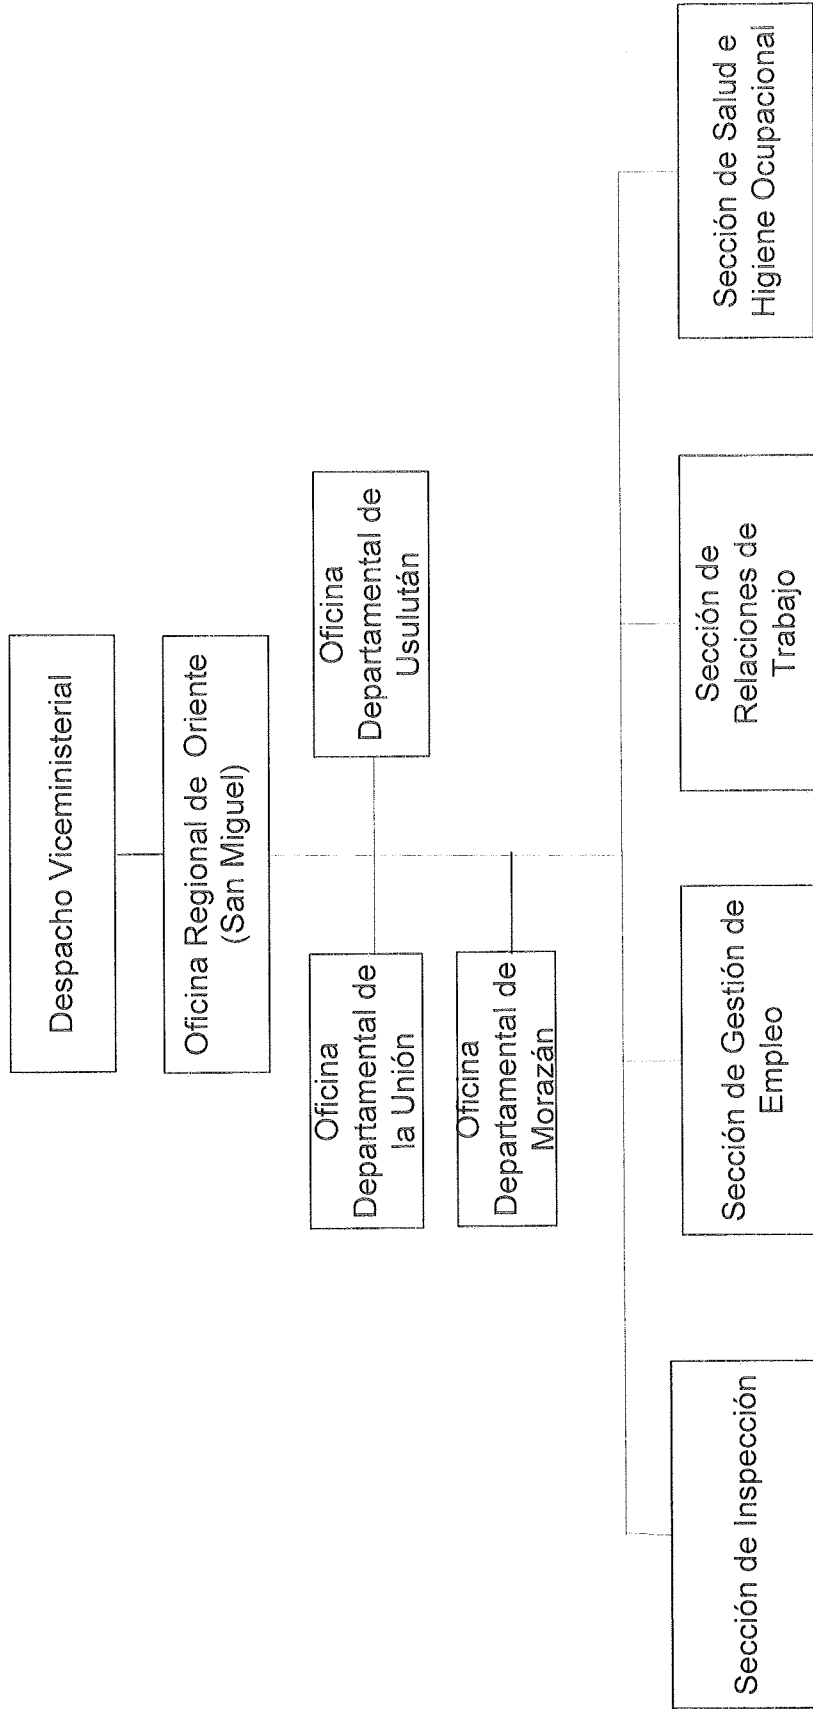 Despacho Viceministerial
Oficina Regional de Oriente
(San Miguel)
Oficina
Departamental de
la Unión
Oficina
Departamental de
Usulután
Oficina
Departamental de
Morazán
Sección de Inspección
Sección de Gestión de
Empleo
Sección de
Relaciones de
Trabajo
Sección de Salud e
Higiene Ocupacional